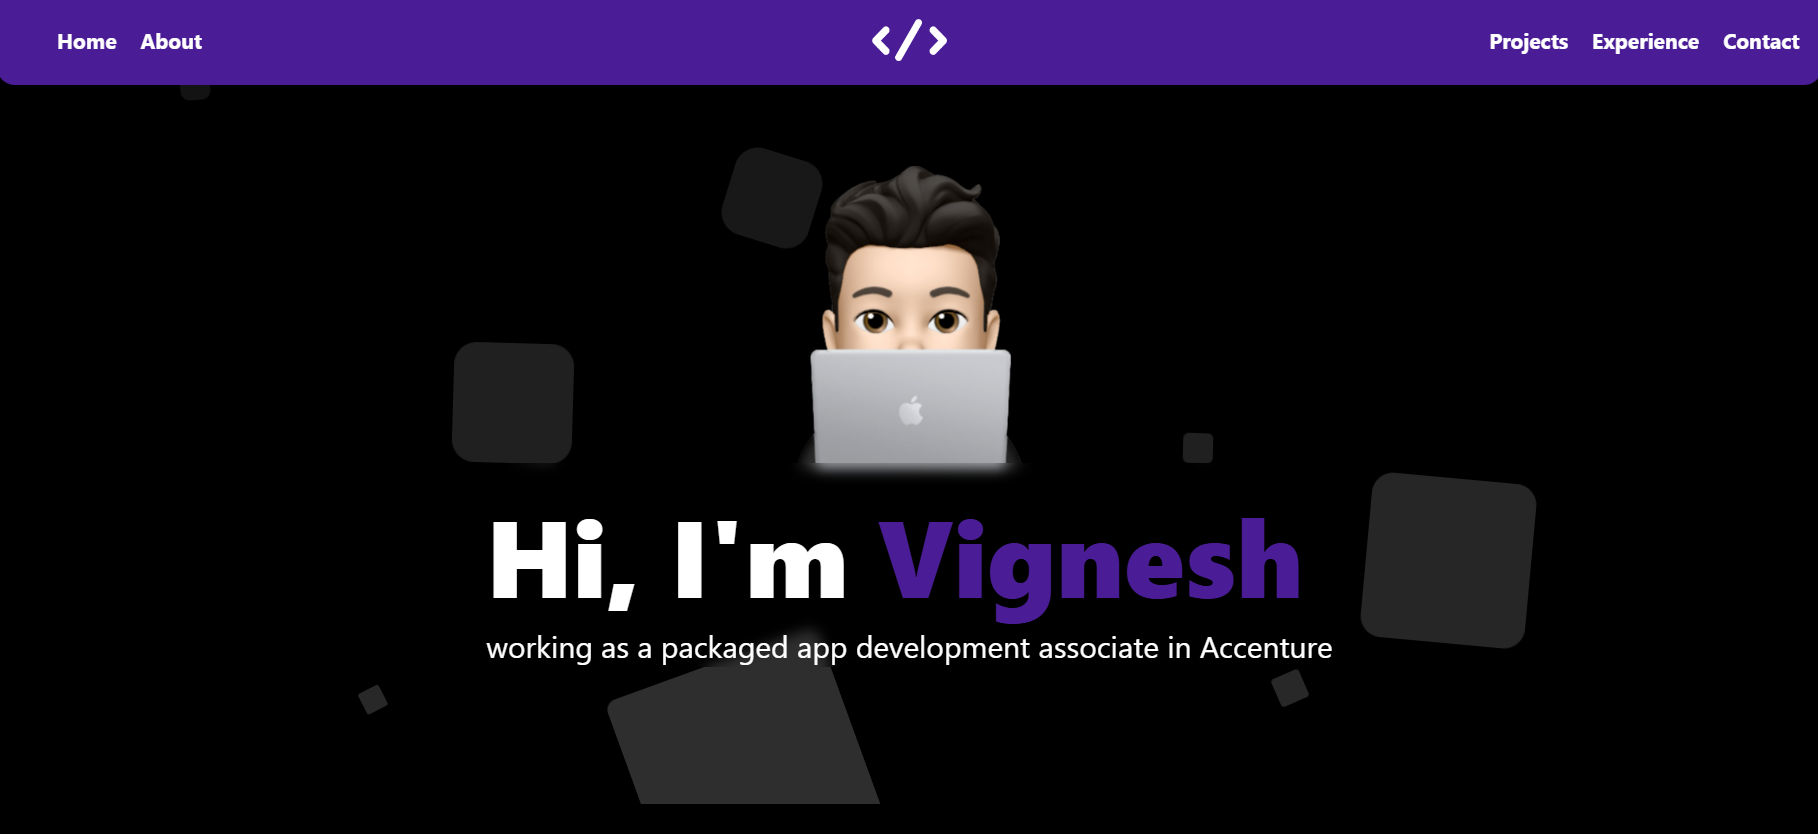 Home About </> Projects Experience Contact
Hi, I'm Vignesh
working as a packaged app development associate in Accenture